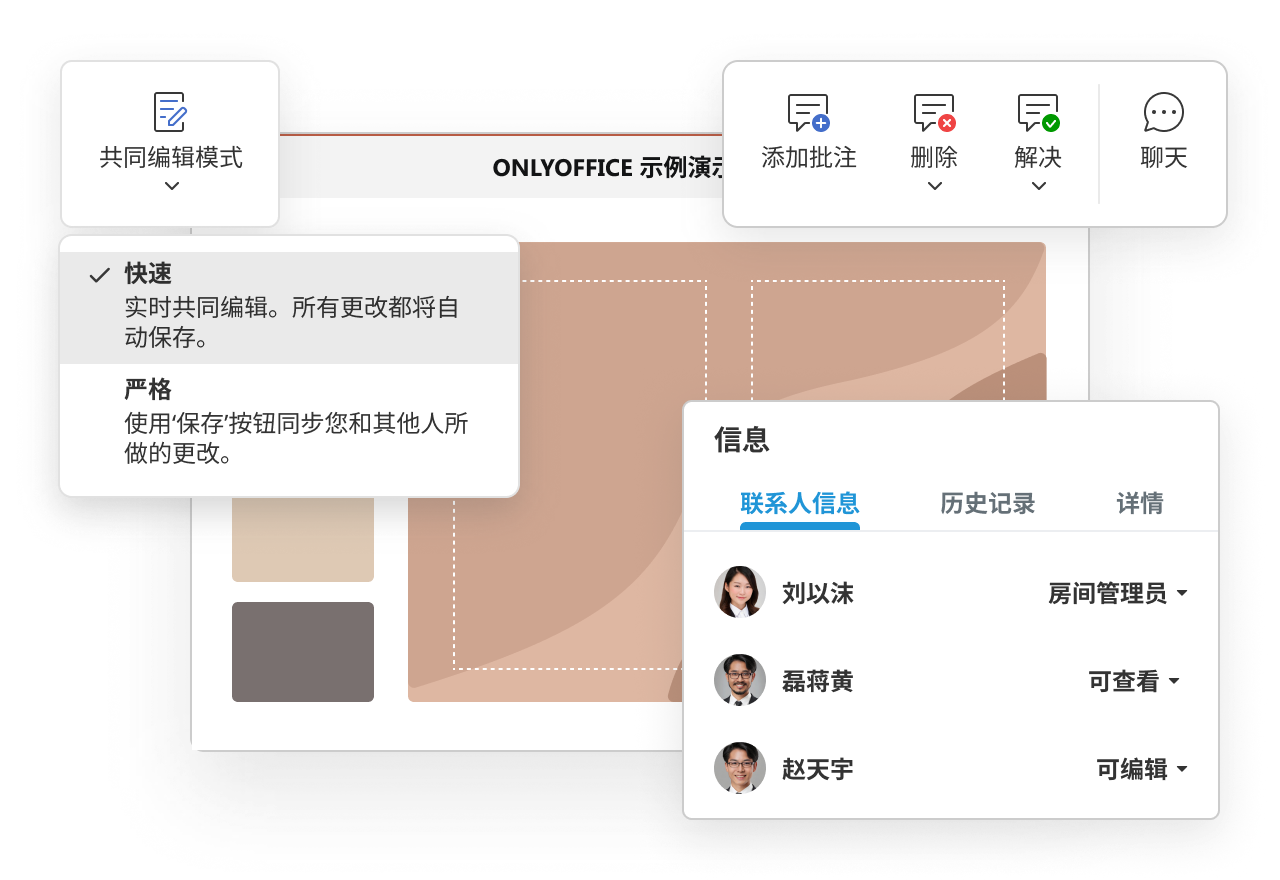 共同编辑模式
ONLYOFFICE 示例演示
添加批注
删除
解决
聊天
快速
实时共同编辑。所有更改都将自
动保存。
严格
使用‘保存’按钮同步您和其他人所
做的更改。
信息
联系人信息
历史记录
详情
刘以沫
房间管理员
磊蒋黄
可查看
赵天宇
可编辑